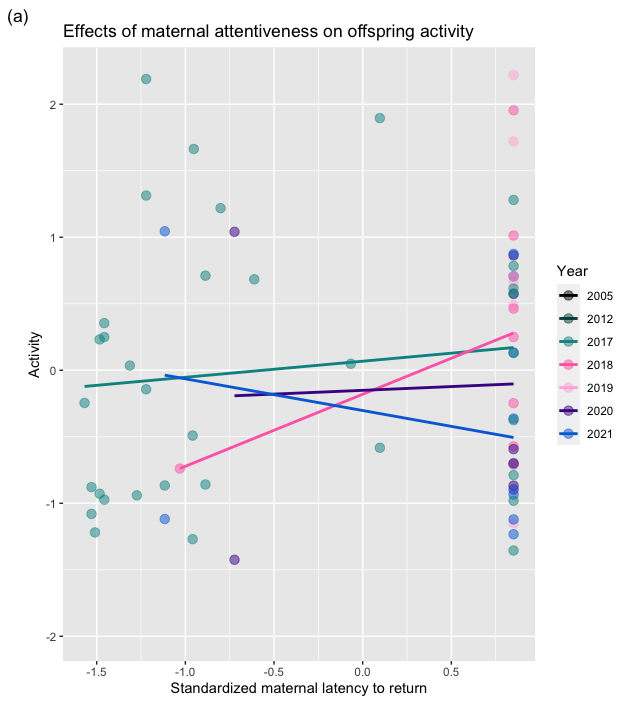 (a)
Effects of maternal attentiveness on offspring activity
2
1
0
-1
-2
Activity
-1.5 -1.0 -0.5 0.0 0.5
Standardized maternal latency to return
Year
2005
2012
2017
2018
2019
2020
2021